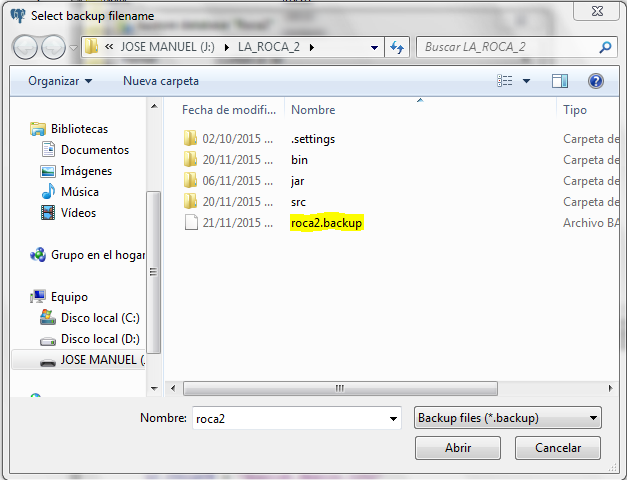 Select backup filename
« JOSE MANUEL (J:) ▸ LA_ROCA_2 ▸
Buscar LA_ROCA_2
Organizar
Nueva carpeta
Fecha de modifi... Nombre Tipo
02/10/2015 ... .settings Carpeta de
20/11/2015 ... bin Carpeta de
06/11/2015 ... jar Carpeta de
20/11/2015 ... src Carpeta de
21/11/2015 ... roca2.backup Archivo BA
Bibliotecas
Documentos
Imágenes
Música
Vídeos
Grupo en el hogar
Equipo
Disco local (C:)
Disco local (D:)
JOSE MANUEL (
Nombre: roca2
Backup files (*.backup)
Abrir
Cancelar